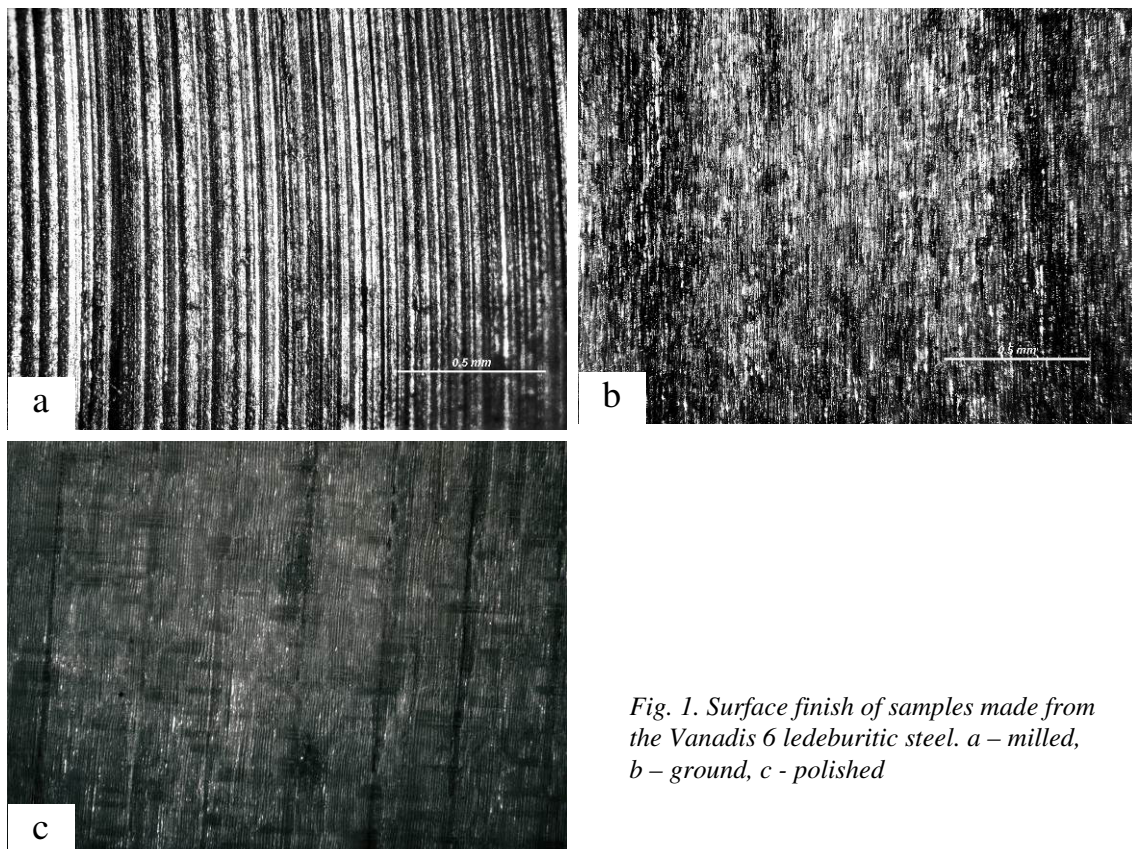 0.5 mm
a
0.5 mm
b
c
Fig. 1. Surface finish of samples made from
the Vanadis 6 ledeburitic steel. a – milled,
b – ground, c - polished